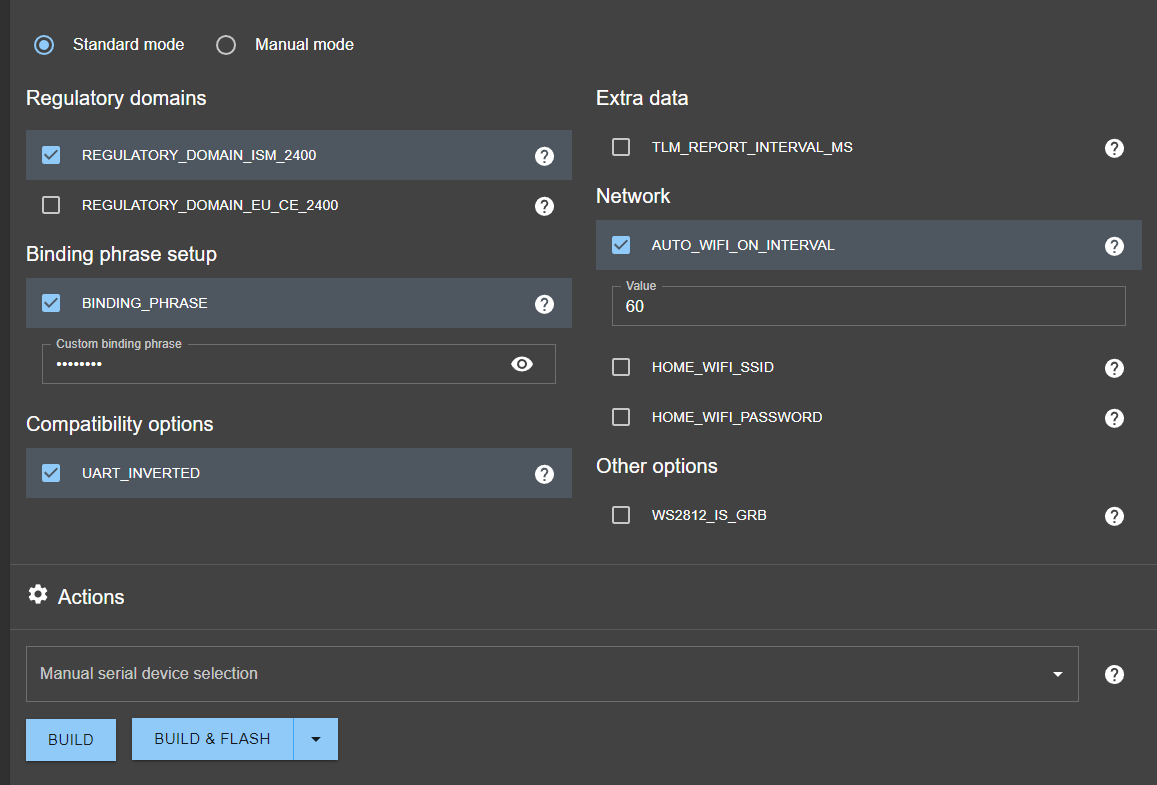 Standard mode
Manual mode
Regulatory domains
REGULATORY_DOMAIN_ISM_2400
REGULATORY_DOMAIN_EU_CE_2400
Binding phrase setup
BINDING_PHRASE
Custom binding phrase
••••••••
Compatibility options
UART_INVERTED
Extra data
TLM_REPORT_INTERVAL_MS
Network
AUTO_WIFI_ON_INTERVAL
Value
60
HOME_WIFI_SSID
HOME_WIFI_PASSWORD
Other options
WS2812_IS_GRB
Actions
Manual serial device selection
BUILD
BUILD & FLASH